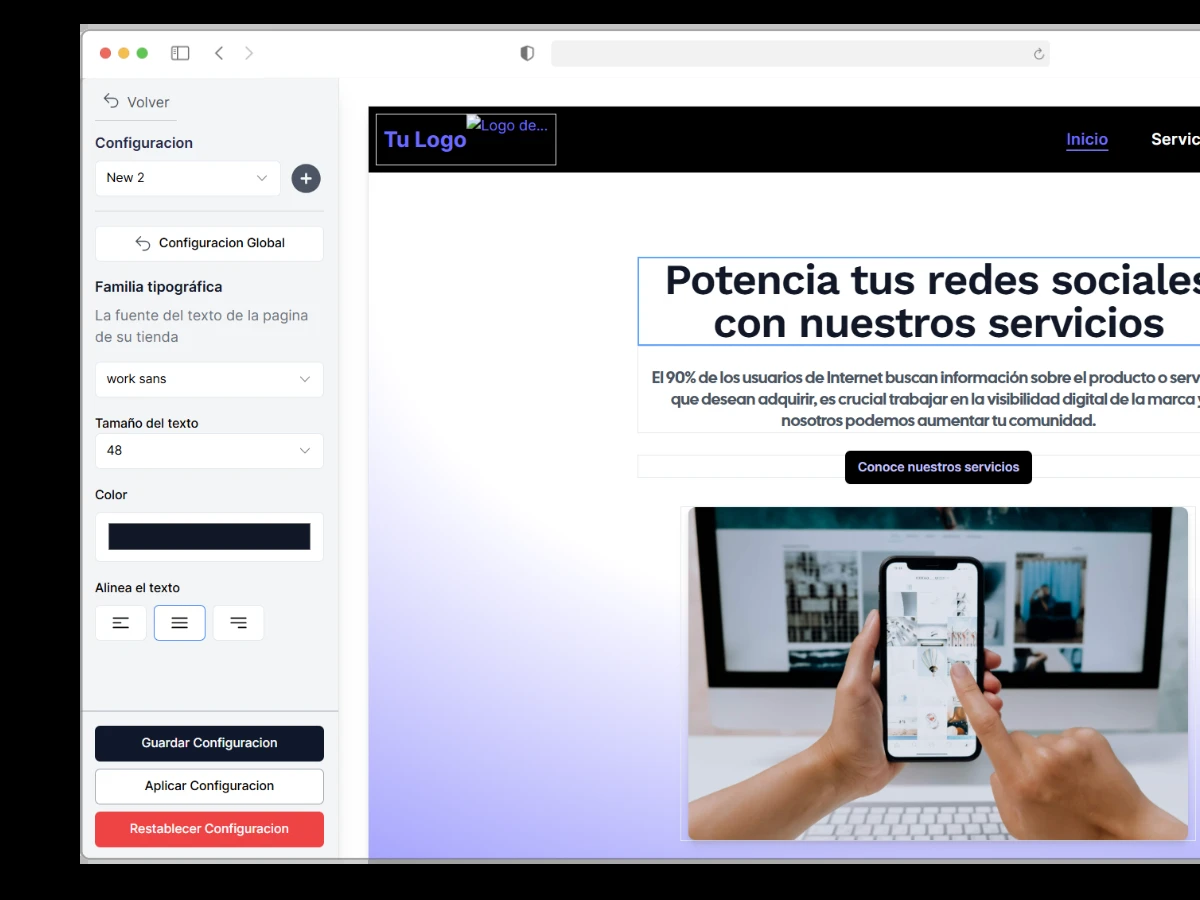 Volver
Configuracion
New 2
Configuracion Global
Familia tipográfica
La fuente del texto de la pagina
de su tienda
work sans
Tamaño del texto
48
Color
Alinea el texto
Guardar Configuracion
Aplicar Configuracion
Restablecer Configuracion
Tu Logo
Logo de...
Inicio
Servic
Potencia tus redes sociales
con nuestros servicios
El 90% de los usuarios de Internet buscan información sobre el producto o serv
que desean adquirir, es crucial trabajar en la visibilidad digital de la marca y
nosotros podemos aumentar tu comunidad.
Conoce nuestros servicios